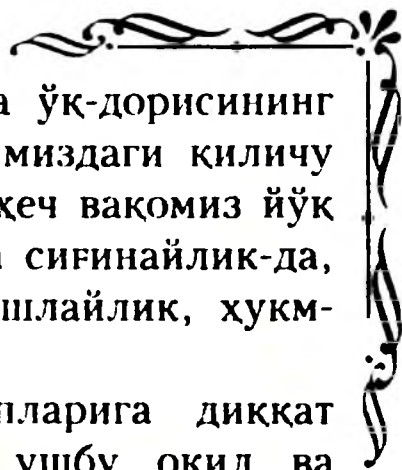 ўқ-дорисининг
миздаги қиличу
ҳеч вақомиз йўқ
сиғинайлик-да,
шлайлик, ҳукм-
пларига диққат
ушбу оқил ва